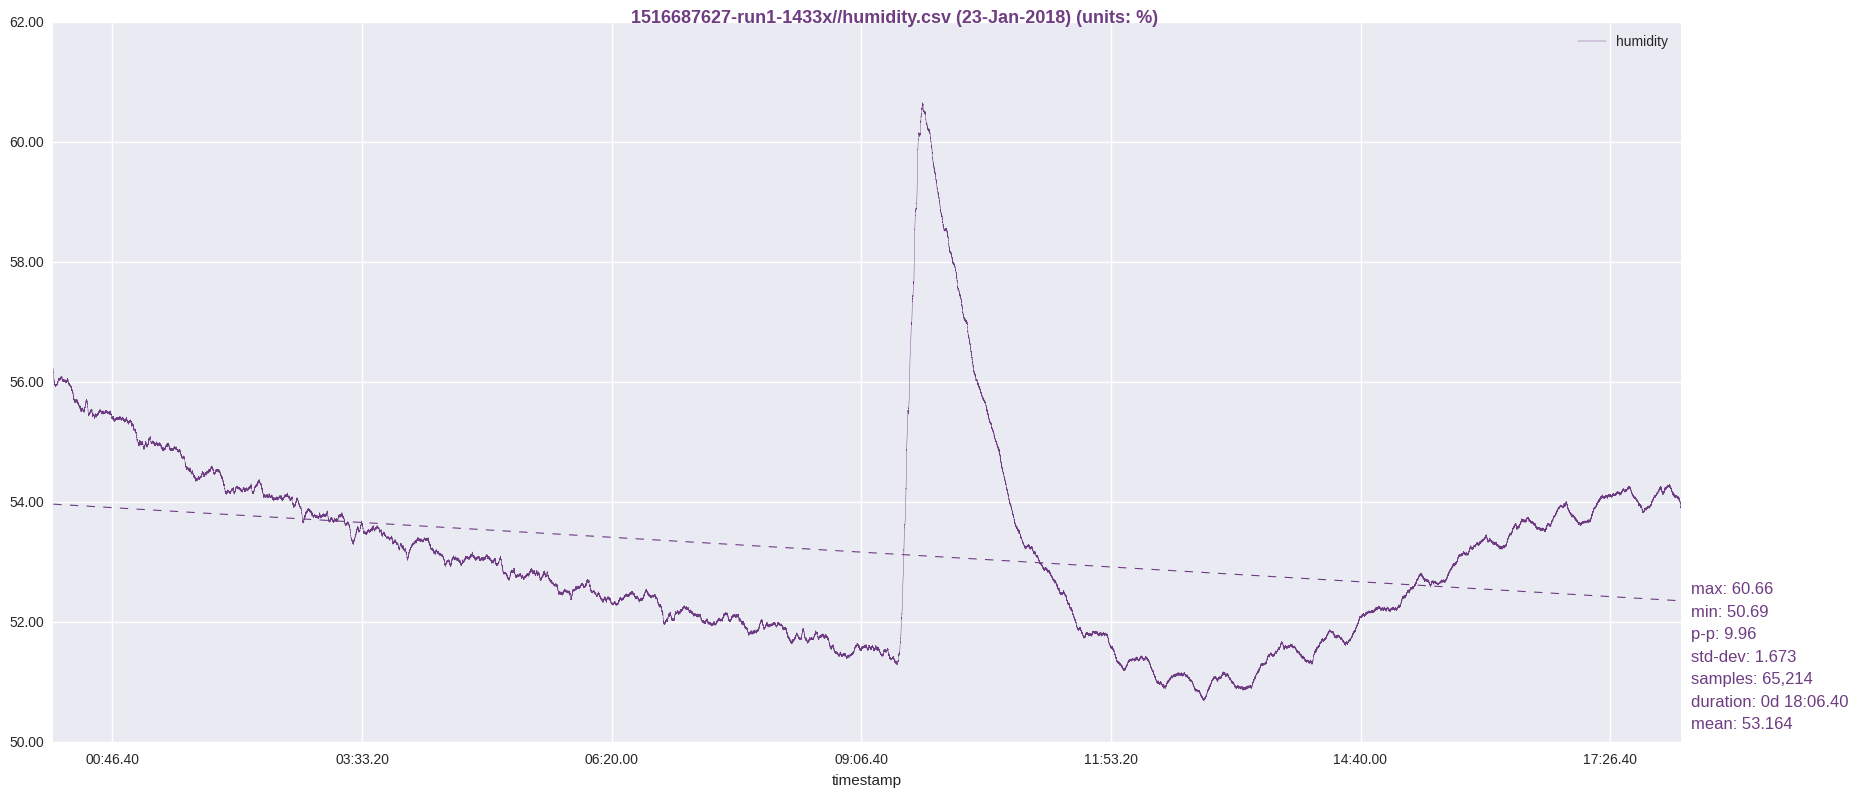 1516687627-run1-1433x//humidity.csv (23-Jan-2018) (units: %)
humidity
62.00
60.00
58.00
56.00
54.00
52.00
50.00
00:46.40 03:33.20 06:20.00 09:06.40 11:53.20 14:40.00 17:26.40
timestamp
max: 60.66
min: 50.69
p-p: 9.96
std-dev: 1.673
samples: 65,214
duration: 0d 18:06.40
mean: 53.164